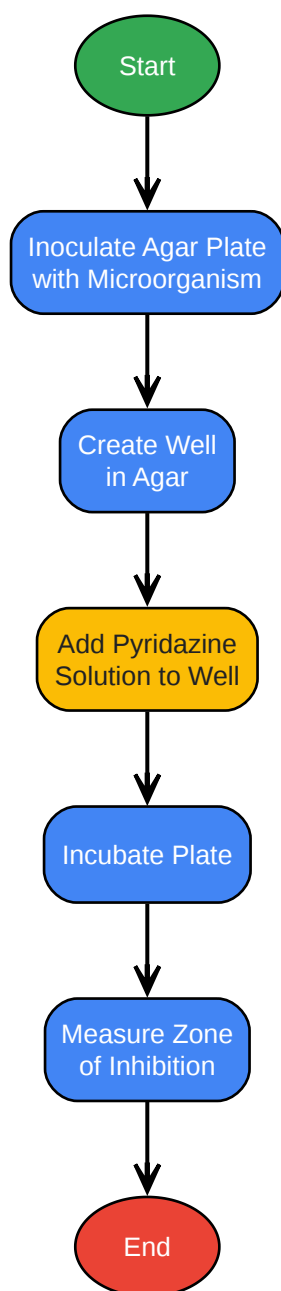 Start
Inoculate Agar Plate
with Microorganism
Create Well
in Agar
Add Pyridazine
Solution to Well
Incubate Plate
Measure Zone
of Inhibition
End